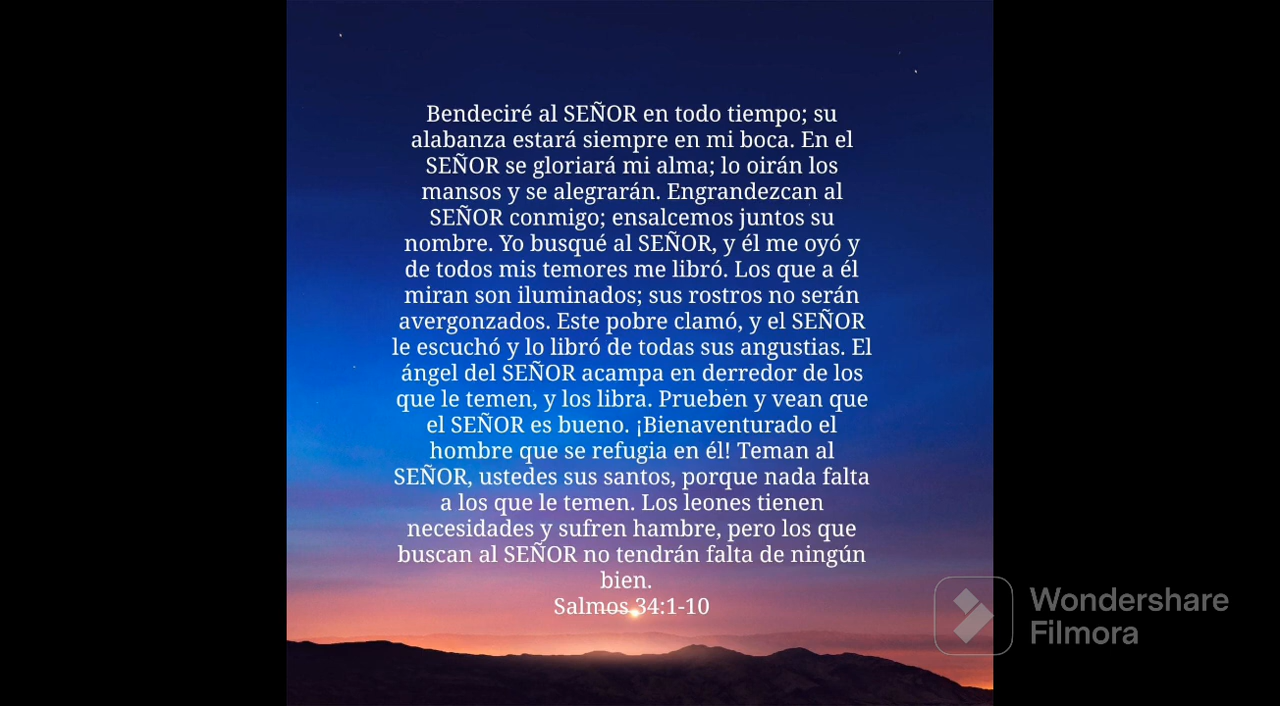 Bendeciré al SEÑOR en todo tiempo; su
alabanza estará siempre en mi boca. En el
SEÑOR se gloriará mi alma; lo oirán los
mansos y se alegrarán. Engrandezcan al
SEÑOR conmigo; ensalcemos juntos su
nombre. Yo busqué al SEÑOR, y él me oyó y
de todos mis temores me libró. Los que a él
miran son iluminados; sus rostros no serán
avergonzados. Este pobre clamó, y el SEÑOR
le escuchó y lo libró de todas sus angustias. El
ángel del SEÑOR acampa en derredor de los
que le temen, y los libra. Prueben y vean que
el SEÑOR es bueno. ¡Bienaventurado el
hombre que se refugia en él! Teman al
SEÑOR, ustedes sus santos, porque nada falta
a los que le temen. Los leones tienen
necesidades y sufren hambre, pero los que
buscan al SEÑOR no tendrán falta de ningún
bien.
Salmos 34:1-10
Wondershare
Filmora